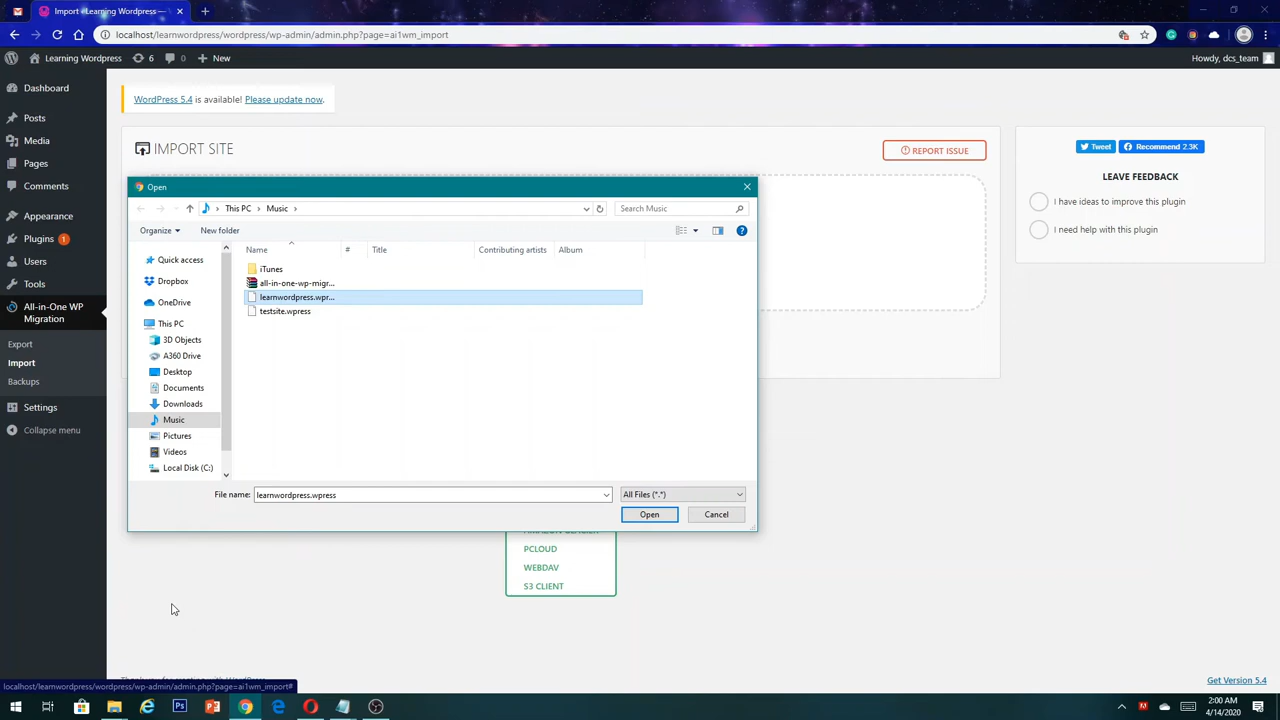 Import ‹ Learning Wordpress —
localhost/learnwordpress/wordpress/wp-admin/admin.php?page=ai1wm_import
Learning Wordpress
6
0
New
Howdy, dcs_team
Dashboard
Posts
Media
Pages
Comments
Appearance
Plugins 1
Users
Tools
All-in-One WP
Migration
Export
Import
Backups
Settings
Collapse menu
WordPress 5.4 is available! Please update now.
IMPORT SITE
REPORT ISSUE
Tweet
Recommend 2.3K
LEAVE FEEDBACK
I have ideas to improve this plugin
I need help with this plugin
Open
This PC
Music
Search Music
Organize
New folder
Name
#
Title
Contributing artists
Album
Quick access
Dropbox
OneDrive
This PC
3D Objects
A360 Drive
Desktop
Documents
Downloads
Music
Pictures
Videos
Local Disk (C:)
iTunes
all-in-one-wp-migr...
learnwordpress.wpr...
testsite.wpress
File name:
learnwordpress.wpress
All Files (*.*)
Open
Cancel
PCLOUD
WEBDAV
S3 CLIENT
localhost/learnwordpress/wordpress/wp-admin/admin.php?page=ai1wm_import#
Get Version 5.4
2:00 AM
4/14/2020